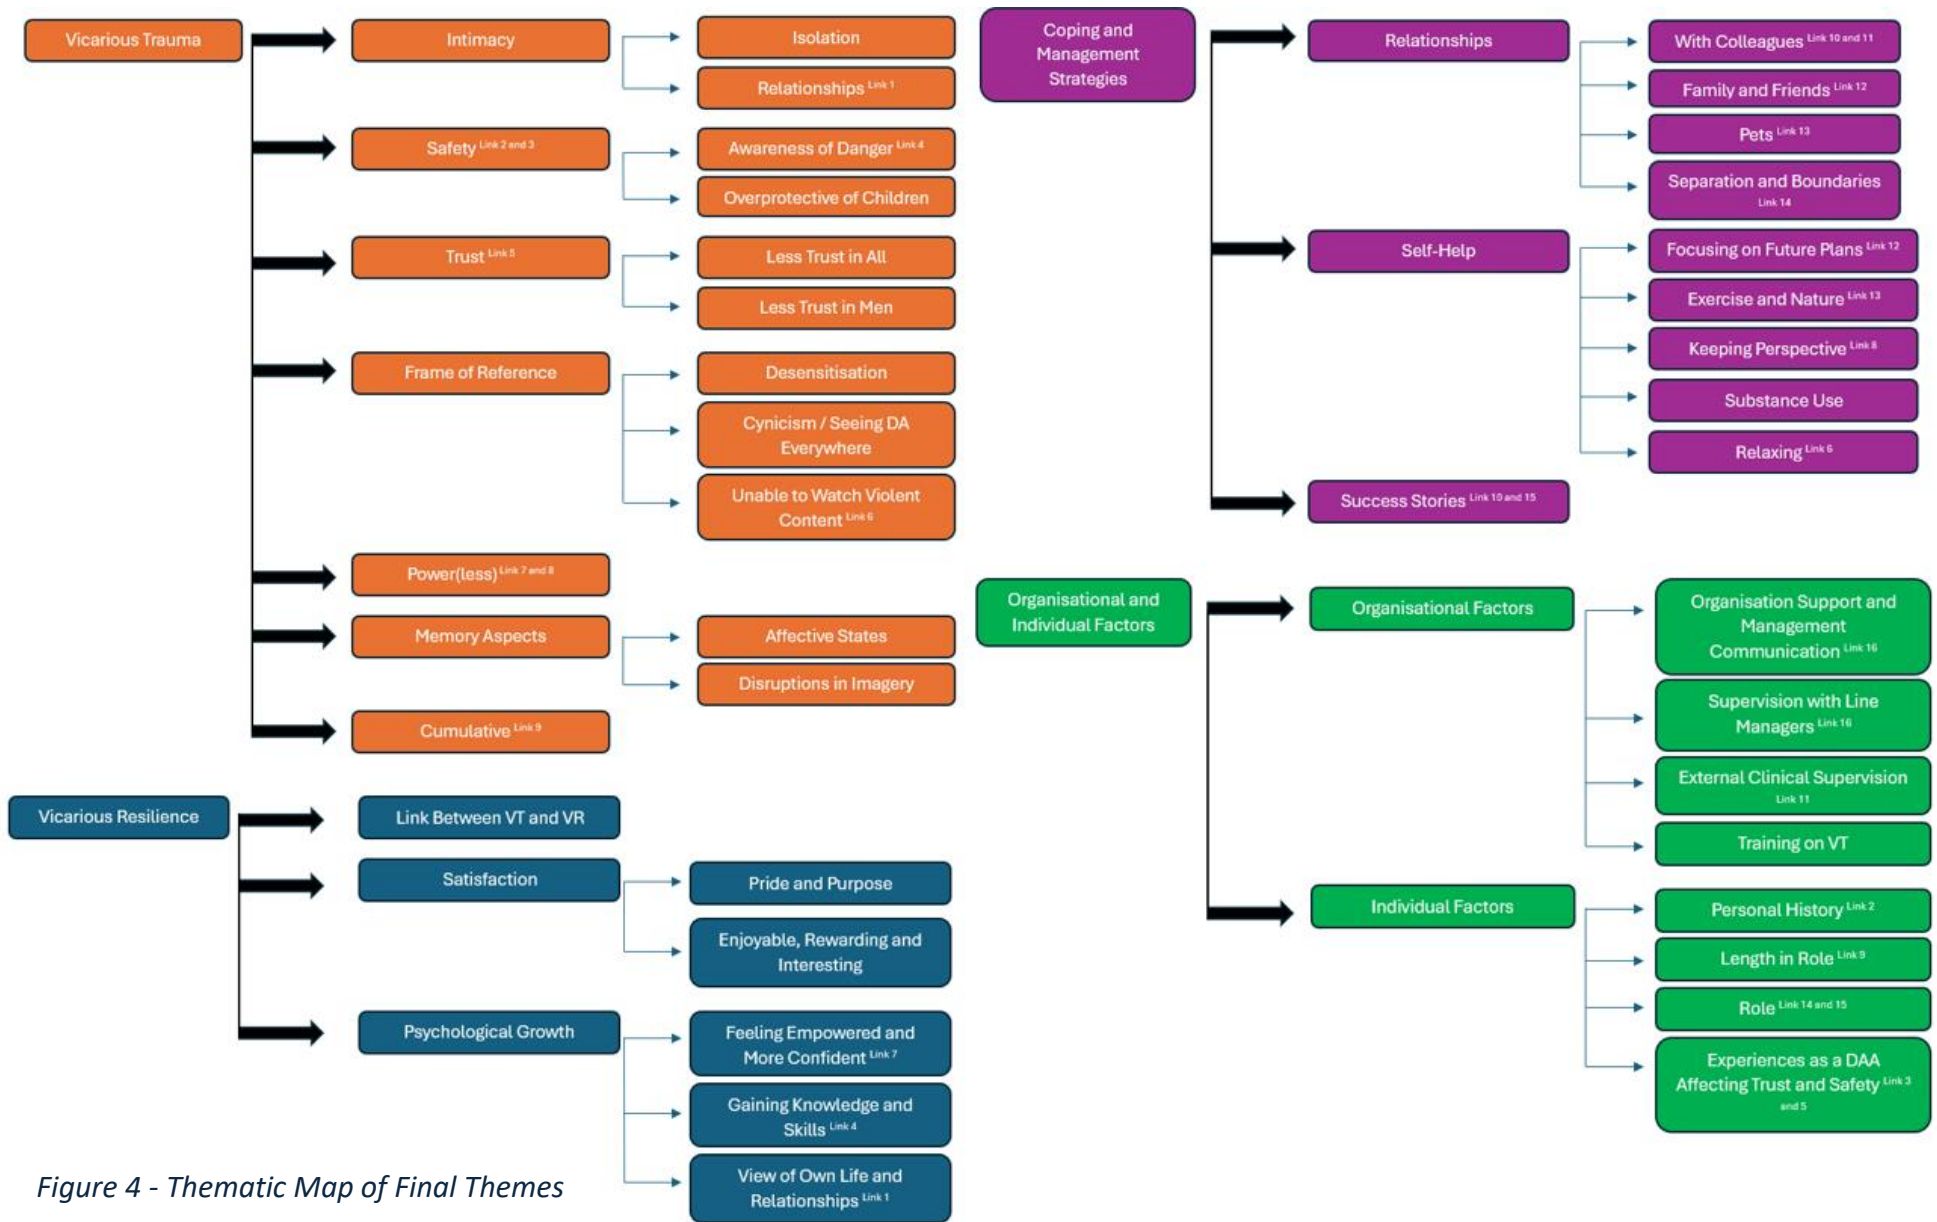 Vicarious Trauma
Intimacy
Isolation
Relationships Link 1
Safety Link 2 and 3
Awareness of Danger Link 4
Overprotective of Children
Trust Link 5
Less Trust in All
Less Trust in Men
Frame of Reference
Desensitisation
Cynicism / Seeing DA
Everywhere
Unable to Watch Violent
Content Link 6
Power(less) Link 7 and 8
Memory Aspects
Affective States
Disruptions in Imagery
Cumulative Link 9
Vicarious Resilience
Link Between VT and VR
Satisfaction
Pride and Purpose
Enjoyable, Rewarding and
Interesting
Psychological Growth
Feeling Empowered and
More Confident Link 7
Gaining Knowledge and
Skills Link 4
View of Own Life and
Relationships Link 1
Coping and
Management
Strategies
Relationships
With Colleagues Link 10 and 11
Family and Friends Link 12
Pets Link 13
Separation and Boundaries
Link 14
Self-Help
Focusing on Future Plans Link 12
Exercise and Nature Link 13
Keeping Perspective Link 8
Substance Use
Relaxing Link 6
Success Stories Link 10 and 15
Organisational and
Individual Factors
Organisational Factors
Organisation Support and
Management
Communication Link 16
Supervision with Line
Managers Link 16
External Clinical Supervision
Link 11
Training on VT
Individual Factors
Personal History Link 2
Length in Role Link 9
Role Link 14 and 15
Experiences as a DAA
Affecting Trust and Safety Link 3
and 5
Figure 4 - Thematic Map of Final Themes